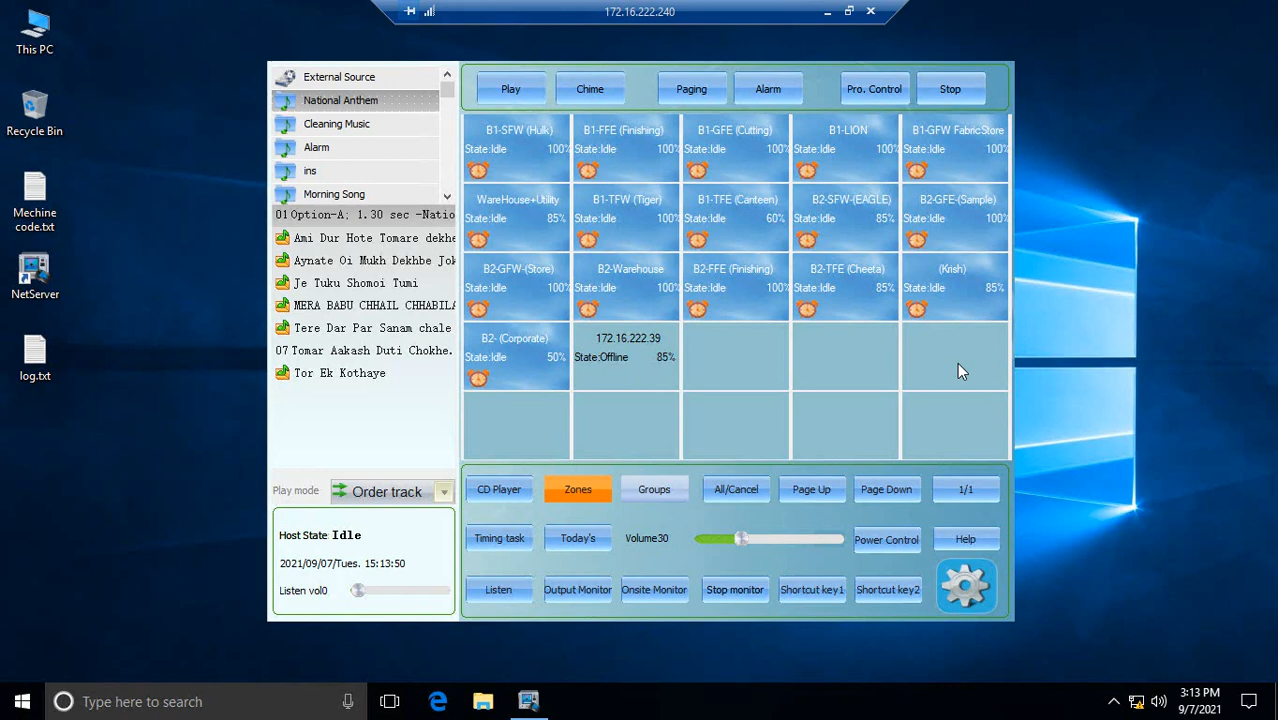 172.16.222.240
This PC
Recycle Bin
Mechine
code.txt
NetServer
log.txt
External Source
National Anthem
Cleaning Music
Alarm
ins
Morning Song
01 Option-A; 1.30 sec -Natio
Ami Dur Hote Tomare dekhe
Aynate Oi Mukh Dekhbe Jok
Je Tuku Shomoi Tumi
MERA BABU CHHAIL CHHABILA
Tere Dar Par Sanam chale
07 Tomar Aakash Duti Chokhe.
Tor Ek Kothaye
Play mode
Order track
Host State: Idle
2021/09/07/Tues. 15:13:50
Listen vol0
Play Chime Paging Alarm Pro. Control Stop
B1-SFW (Hulk) B1-FFE (Finishing) B1-GFE (Cutting) B1-LION B1-GFW FabricStore
State:Idle 100% State:Idle 100% State:Idle 100% State:Idle 100% State:Idle 100%
WareHouse+Utility B1-TFW (Tiger) B1-TFE (Canteen) B2-SFW-(EAGLE) B2-GFE-(Sample)
State:Idle 85% State:Idle 100% State:Idle 60% State:Idle 85% State:Idle 100%
B2-GFW-(Store) B2-Warehouse B2-FFE (Finishing) B2-TFE (Cheeta) (Krish)
State:Idle 100% State:Idle 100% State:Idle 100% State:Idle 85% State:Idle 85%
B2- (Corporate) 172.16.222.39
State:Idle 50% State:Offline 85%
CD Player Zones Groups All/Cancel Page Up Page Down 1/1
Timing task Today's Volume30 Power Control Help
Listen Output Monitor Onsite Monitor Stop monitor Shortcut key1 Shortcut key2
Type here to search
3:13 PM
9/7/2021